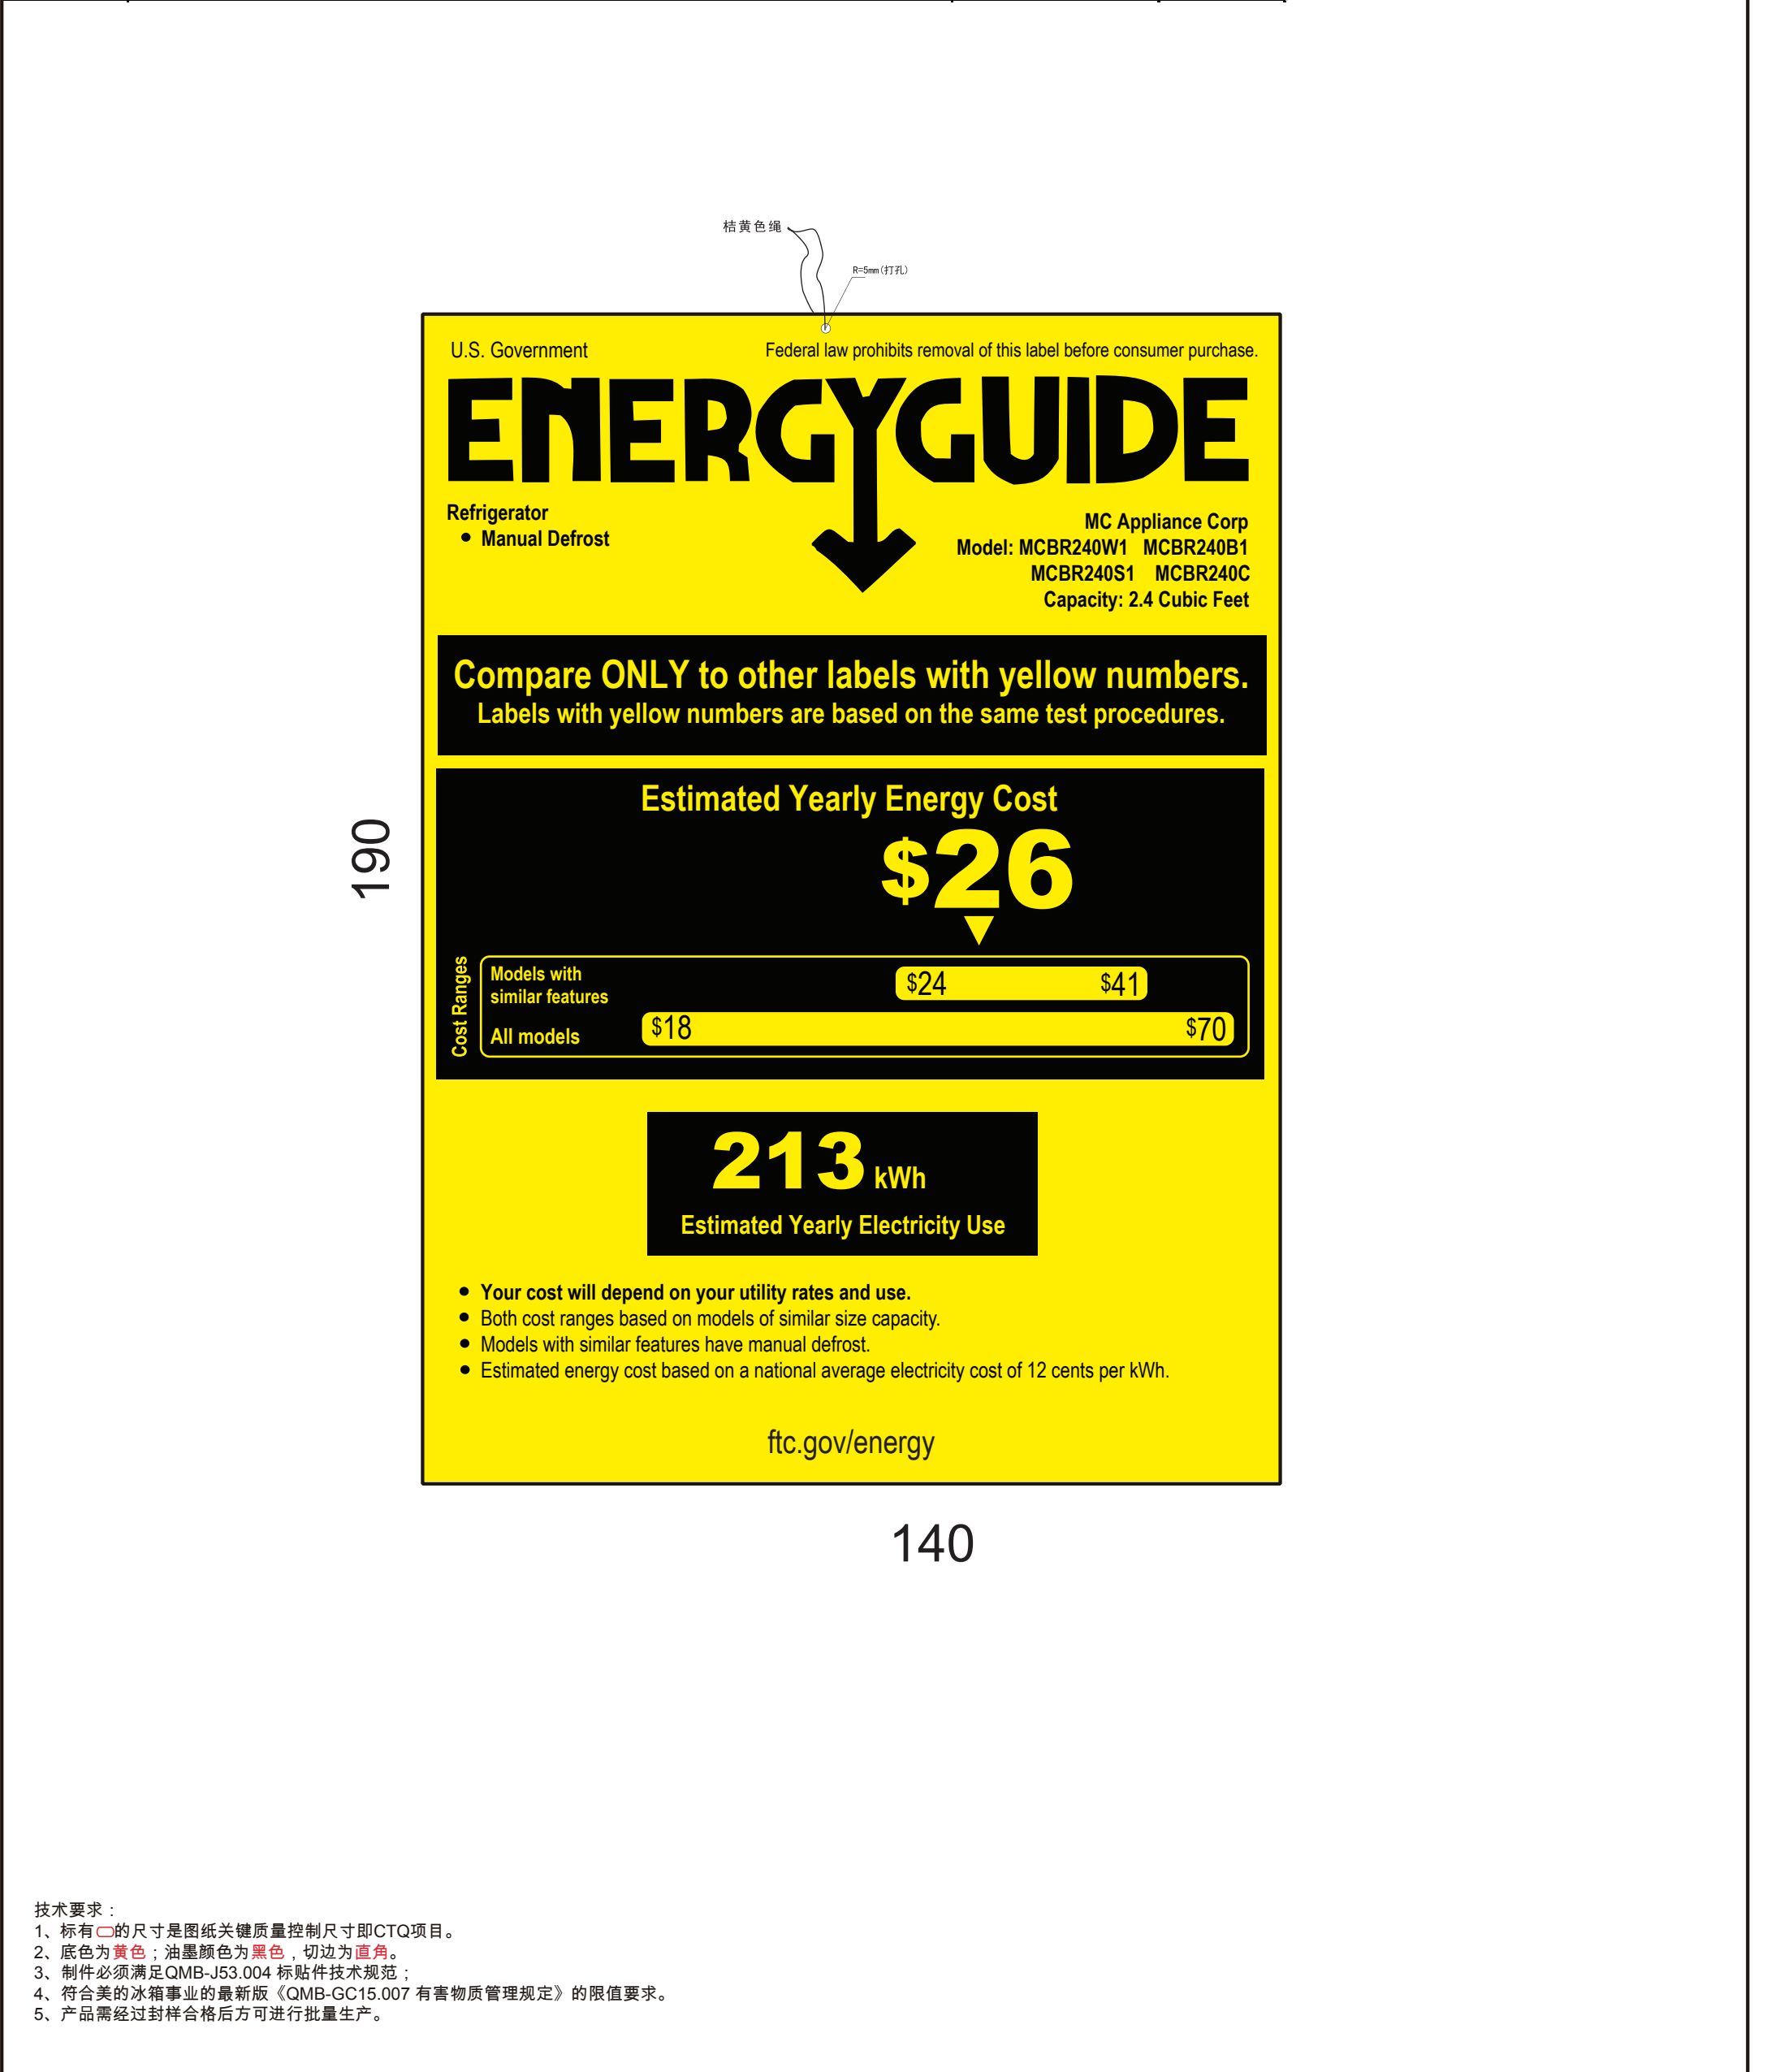 桔黄色绳
R=5mm(打孔)
U.S. Government
Federal law prohibits removal of this label before consumer purchase.
ENERGYGUIDE
Refrigerator
● Manual Defrost
MC Appliance Corp
Model: MCBR240W1 MCBR240B1
MCBR240S1 MCBR240C
Capacity: 2.4 Cubic Feet
Compare ONLY to other labels with yellow numbers.
Labels with yellow numbers are based on the same test procedures.
190
Estimated Yearly Energy Cost
$26
Cost Ranges
Models with
similar features
$24 $41
All models
$18 $70
213 kWh
Estimated Yearly Electricity Use
● Your cost will depend on your utility rates and use.
● Both cost ranges based on models of similar size capacity.
● Models with similar features have manual defrost.
● Estimated energy cost based on a national average electricity cost of 12 cents per kWh.
ftc.gov/energy
140
技术要求：
1、标有的尺寸是图纸关键质量控制尺寸即CTQ项目。
2、底色为黄色；油墨颜色为黑色，切边为直角。
3、制件必须满足QMB-J53.004 标贴件技术规范；
4、符合美的冰箱事业的最新版《QMB-GC15.007 有害物质管理规定》的限值要求。
5、产品需经过封样合格后方可进行批量生产。